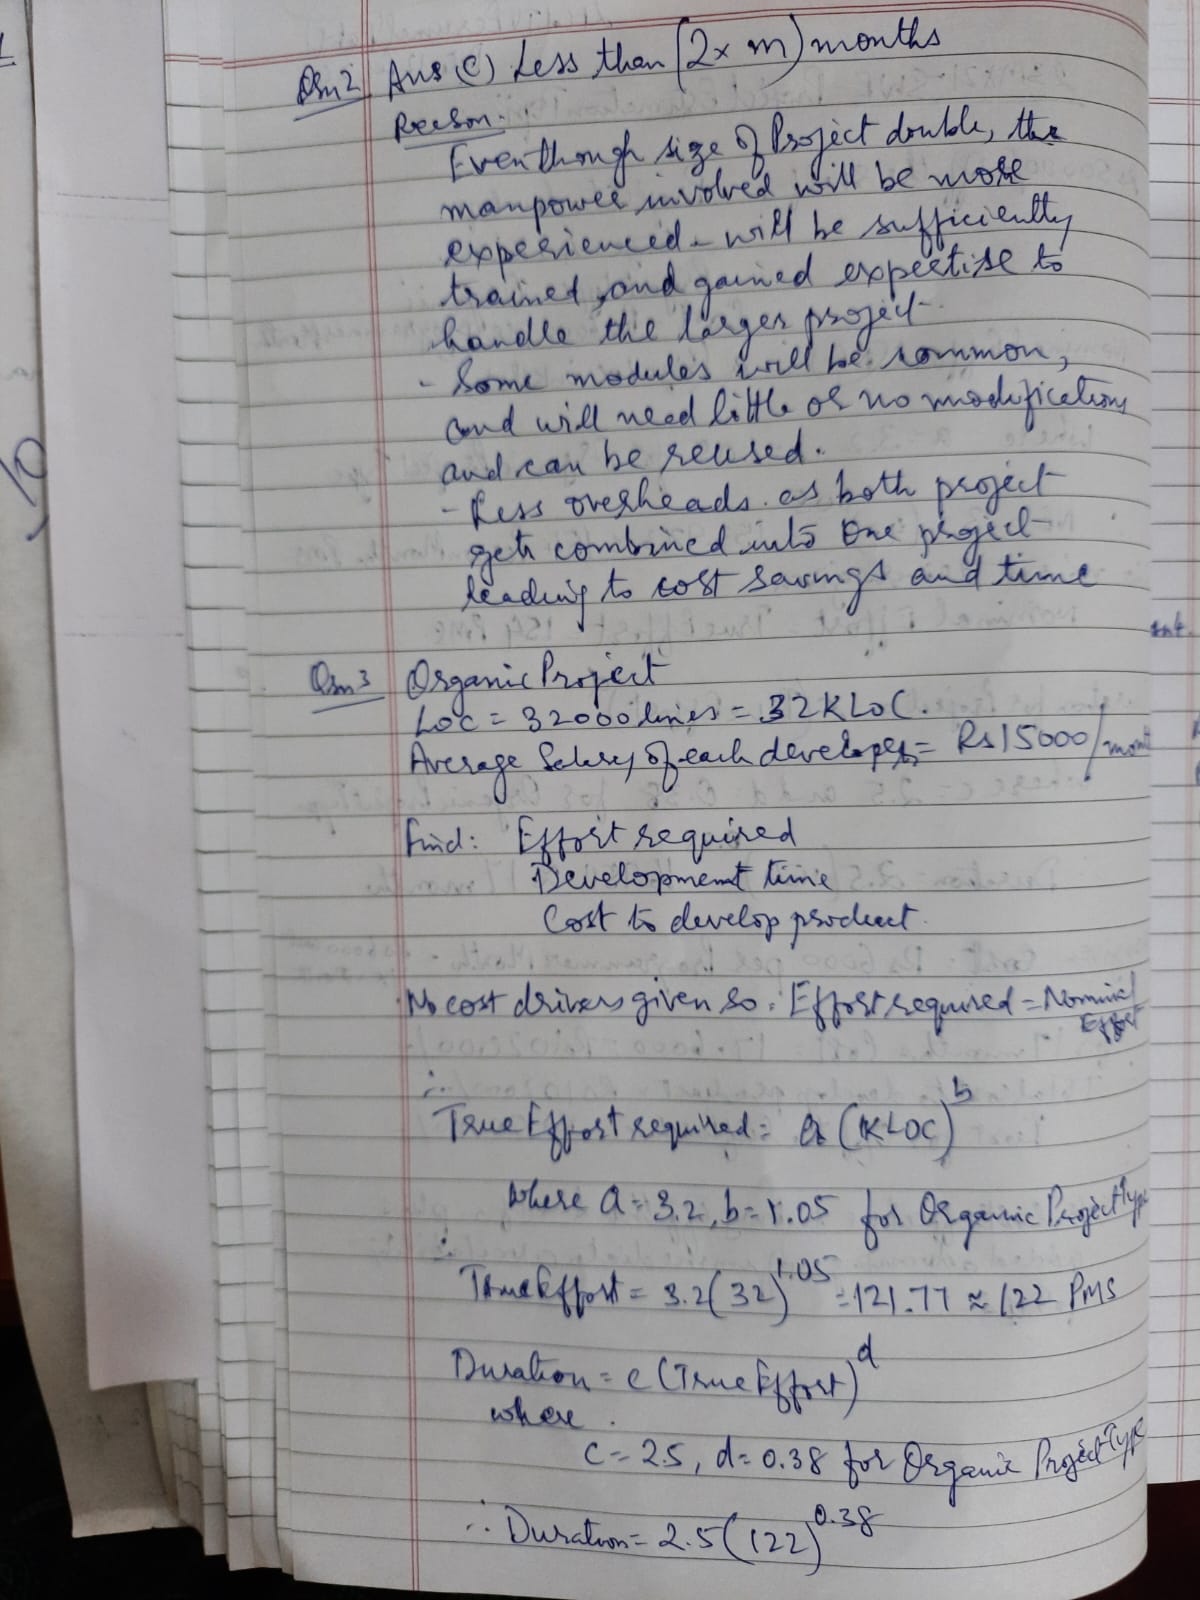 Qsn2 Ans (C) Less than (2x m) months
Reason:
Eventhough size of Project double, the
manpower involved will be more
experienced - will be sufficiently
trained, and gained expertise to
handle the larger project.
- Some modules will be common,
and will need little or no modifications
and can be reused.
- Less overheads as both project
gets combined into one project
leading to cost savings and time
Qsn3 Organic Project
LOC = 32000 lines = 32KLOC.
Average Salary of each developer = Rs15000/month
Find: Effort required
Development time
Cost to develop product.
No cost drivers given so: Effort required = Nominal
Effort
∴
True Effort required = a (KLOC)^b
where a = 3.2, b = 1.05 for Organic Project Type
∴
True Effort = 3.2(32)^1.05 = 121.77 ≈ 122 PMS
Duration = c (True Effort)^d
where
c = 2.5, d = 0.38 for Organic Project Type
∴ Duration = 2.5(122)^0.38